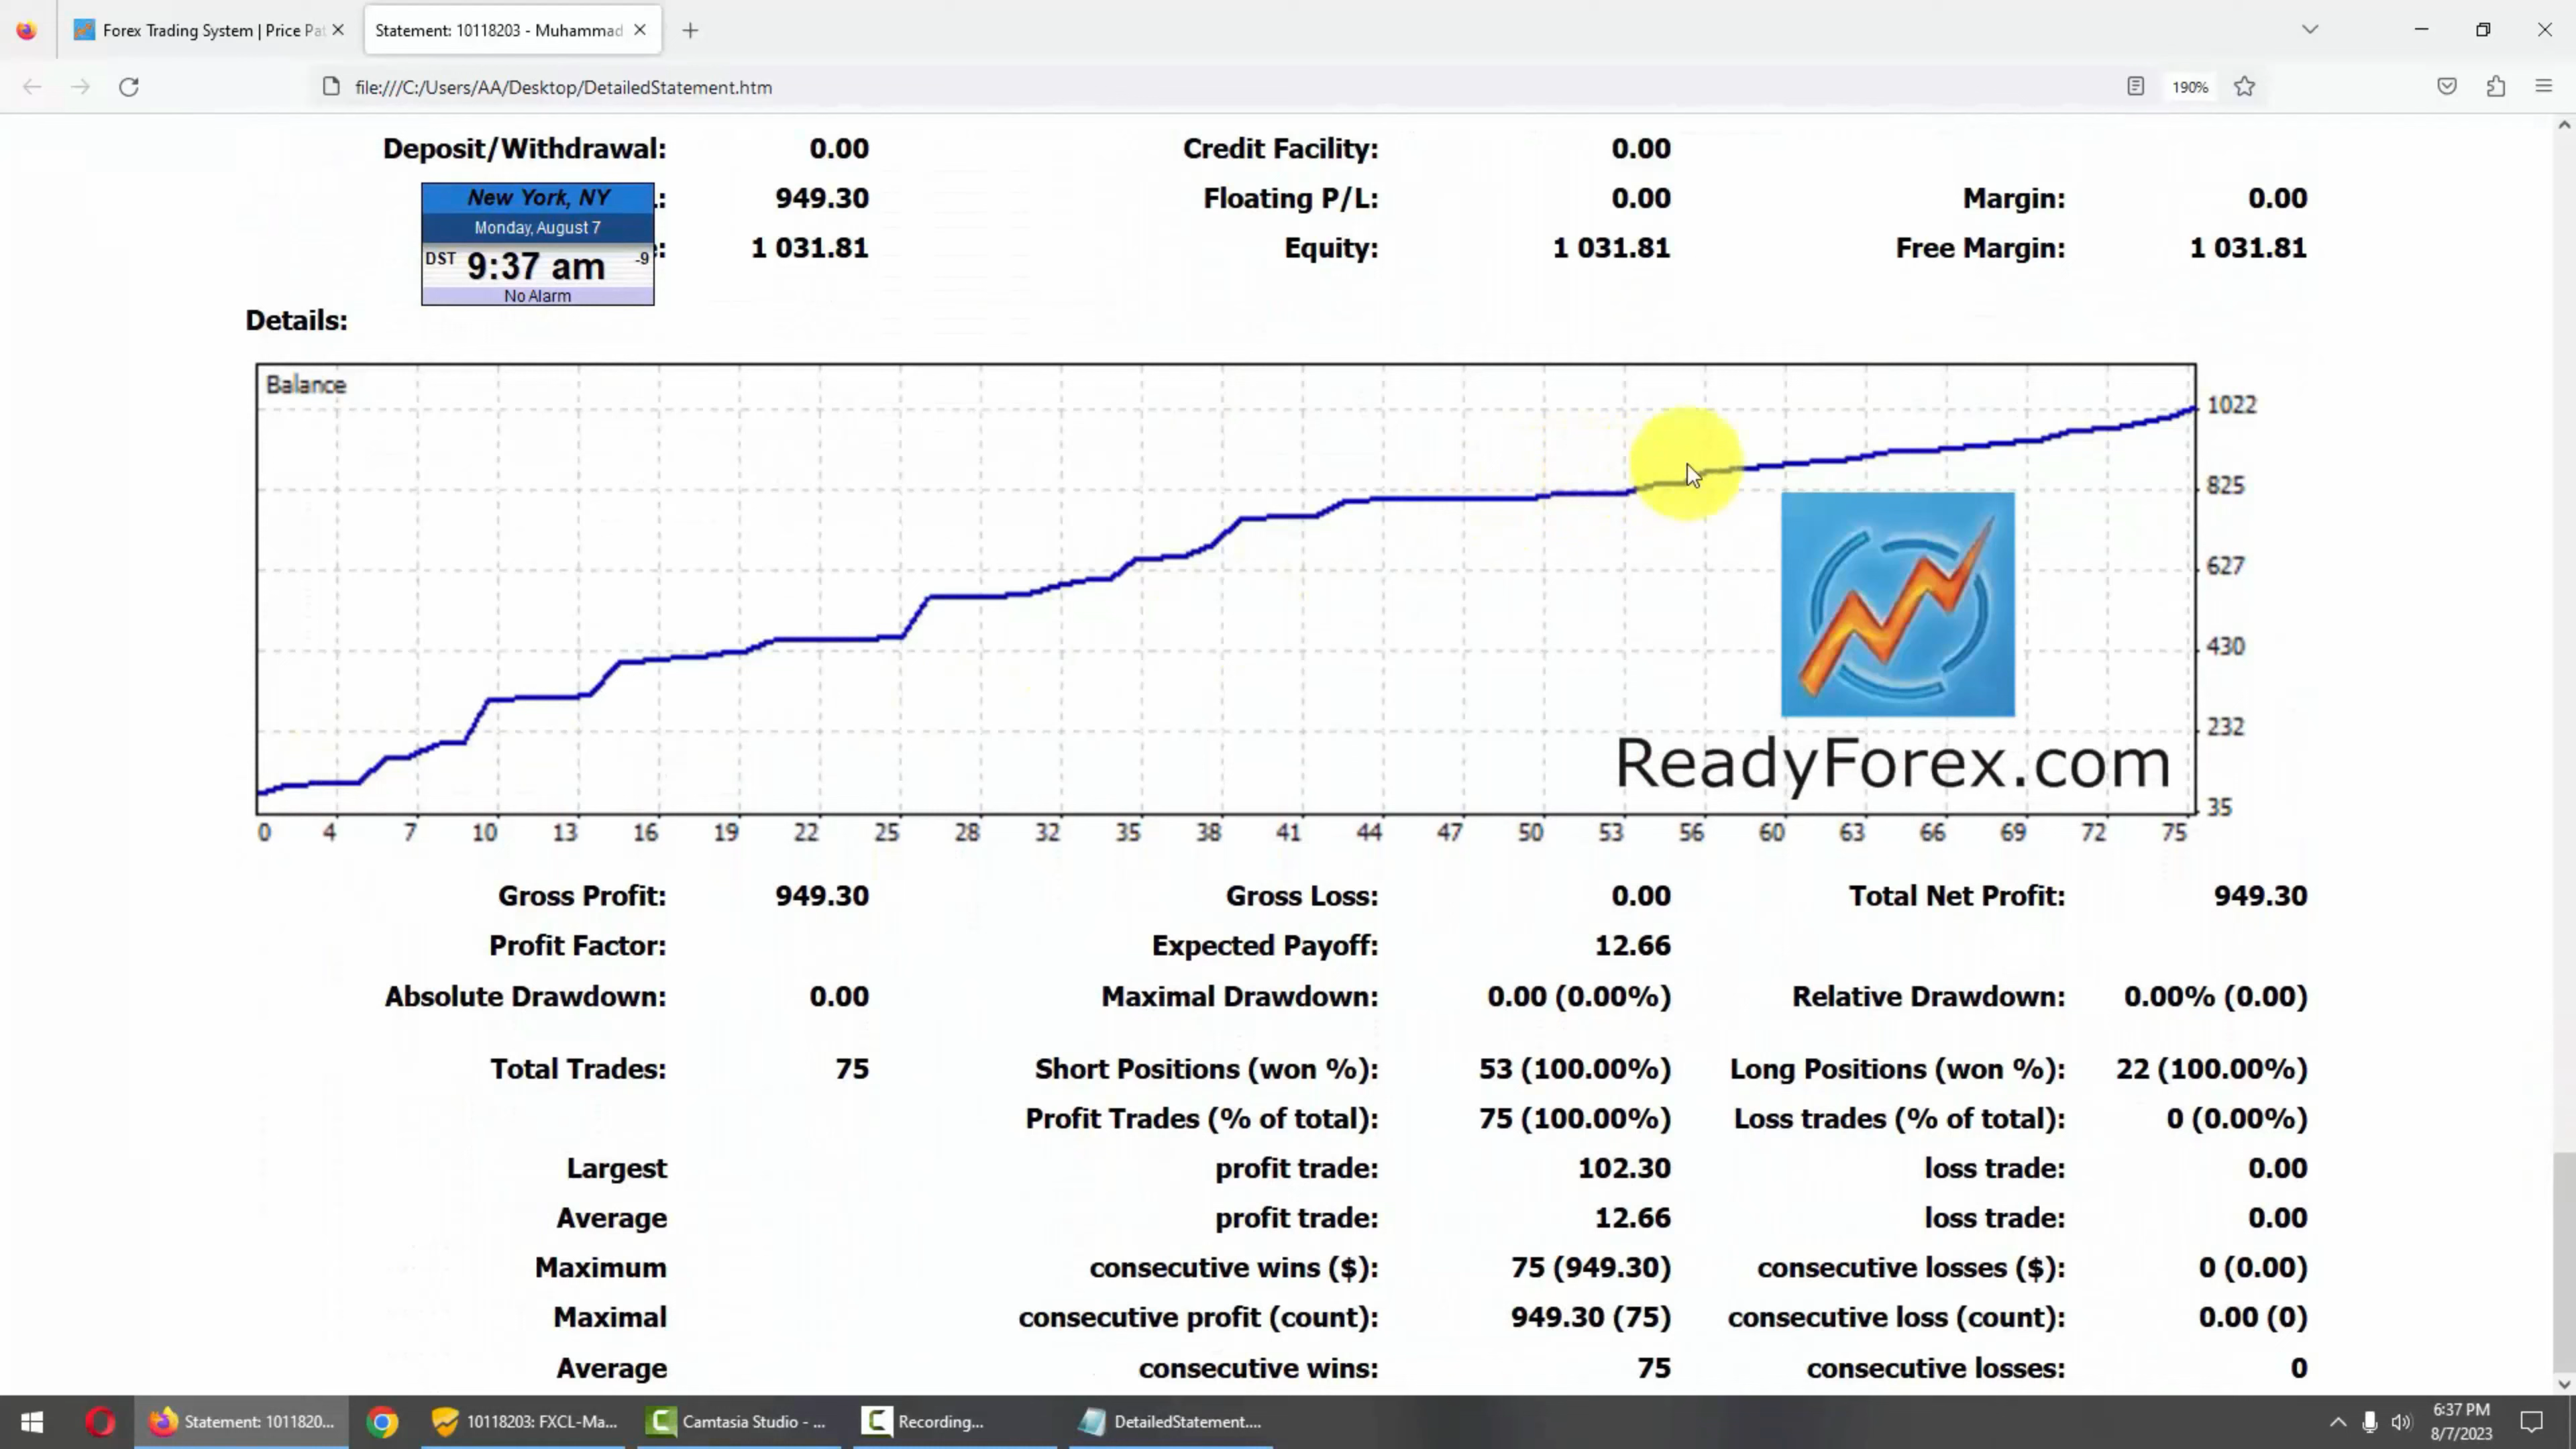 Forex Trading System | Price Pat
Statement: 10118203 - Muhammad
file:///C:/Users/AA/Desktop/DetailedStatement.htm
190%
Deposit/Withdrawal: 0.00 Credit Facility: 0.00
: 949.30 Floating P/L: 0.00 Margin: 0.00
: 1 031.81 Equity: 1 031.81 Free Margin: 1 031.81
New York, NY
Monday, August 7
DST 9:37 am -9
No Alarm
Details:
Balance
1022
825
627
430
232
35
ReadyForex.com
0 4 7 10 13 16 19 22 25 28 32 35 38 41 44 47 50 53 56 60 63 66 69 72 75
Gross Profit: 949.30 Gross Loss: 0.00 Total Net Profit: 949.30
Profit Factor: Expected Payoff: 12.66
Absolute Drawdown: 0.00 Maximal Drawdown: 0.00 (0.00%) Relative Drawdown: 0.00% (0.00)
Total Trades: 75 Short Positions (won %): 53 (100.00%) Long Positions (won %): 22 (100.00%)
Profit Trades (% of total): 75 (100.00%) Loss trades (% of total): 0 (0.00%)
Largest profit trade: 102.30 loss trade: 0.00
Average profit trade: 12.66 loss trade: 0.00
Maximum consecutive wins ($): 75 (949.30) consecutive losses ($): 0 (0.00)
Maximal consecutive profit (count): 949.30 (75) consecutive loss (count): 0.00 (0)
Average consecutive wins: 75 consecutive losses: 0
Statement: 1011820...
10118203: FXCL-Ma...
Camtasia Studio - ...
Recording...
DetailedStatement....
6:37 PM
8/7/2023